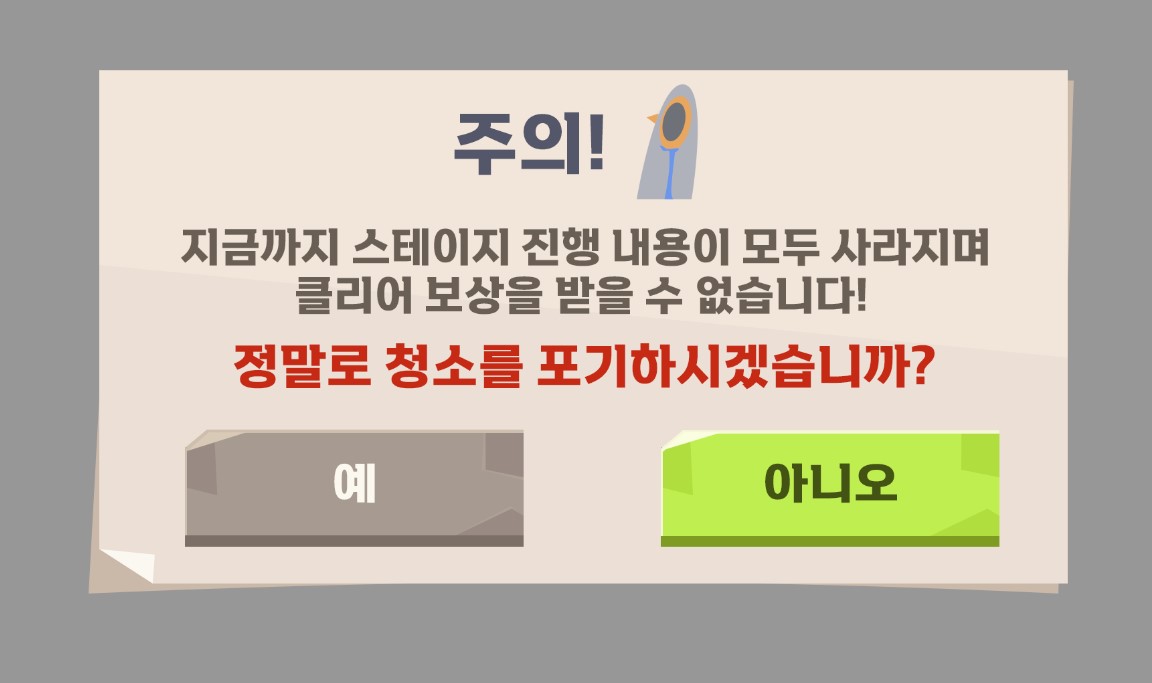 주의!
지금까지 스테이지 진행 내용이 모두 사라지며
클리어 보상을 받을 수 없습니다!
정말로 청소를 포기하시겠습니까?
예
아니오